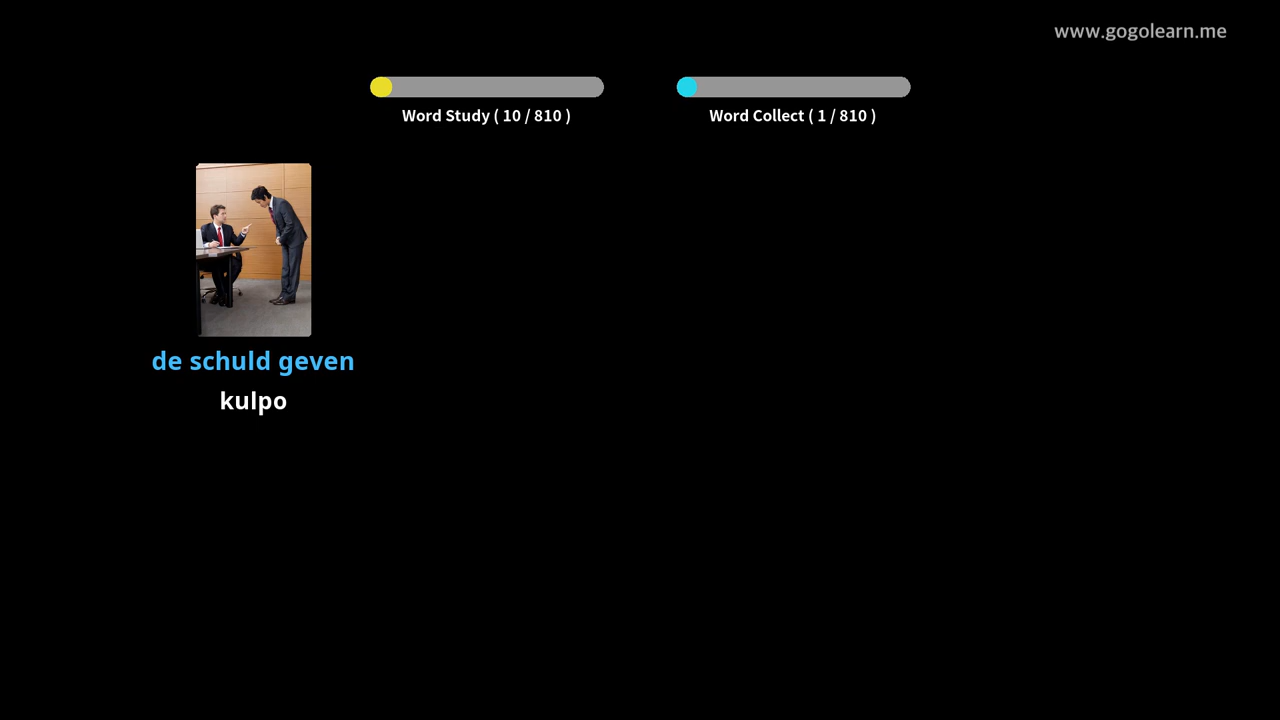 www.gogolearn.me
Word Study ( 10 / 810 )
Word Collect ( 1 / 810 )
de schuld geven
kulpo